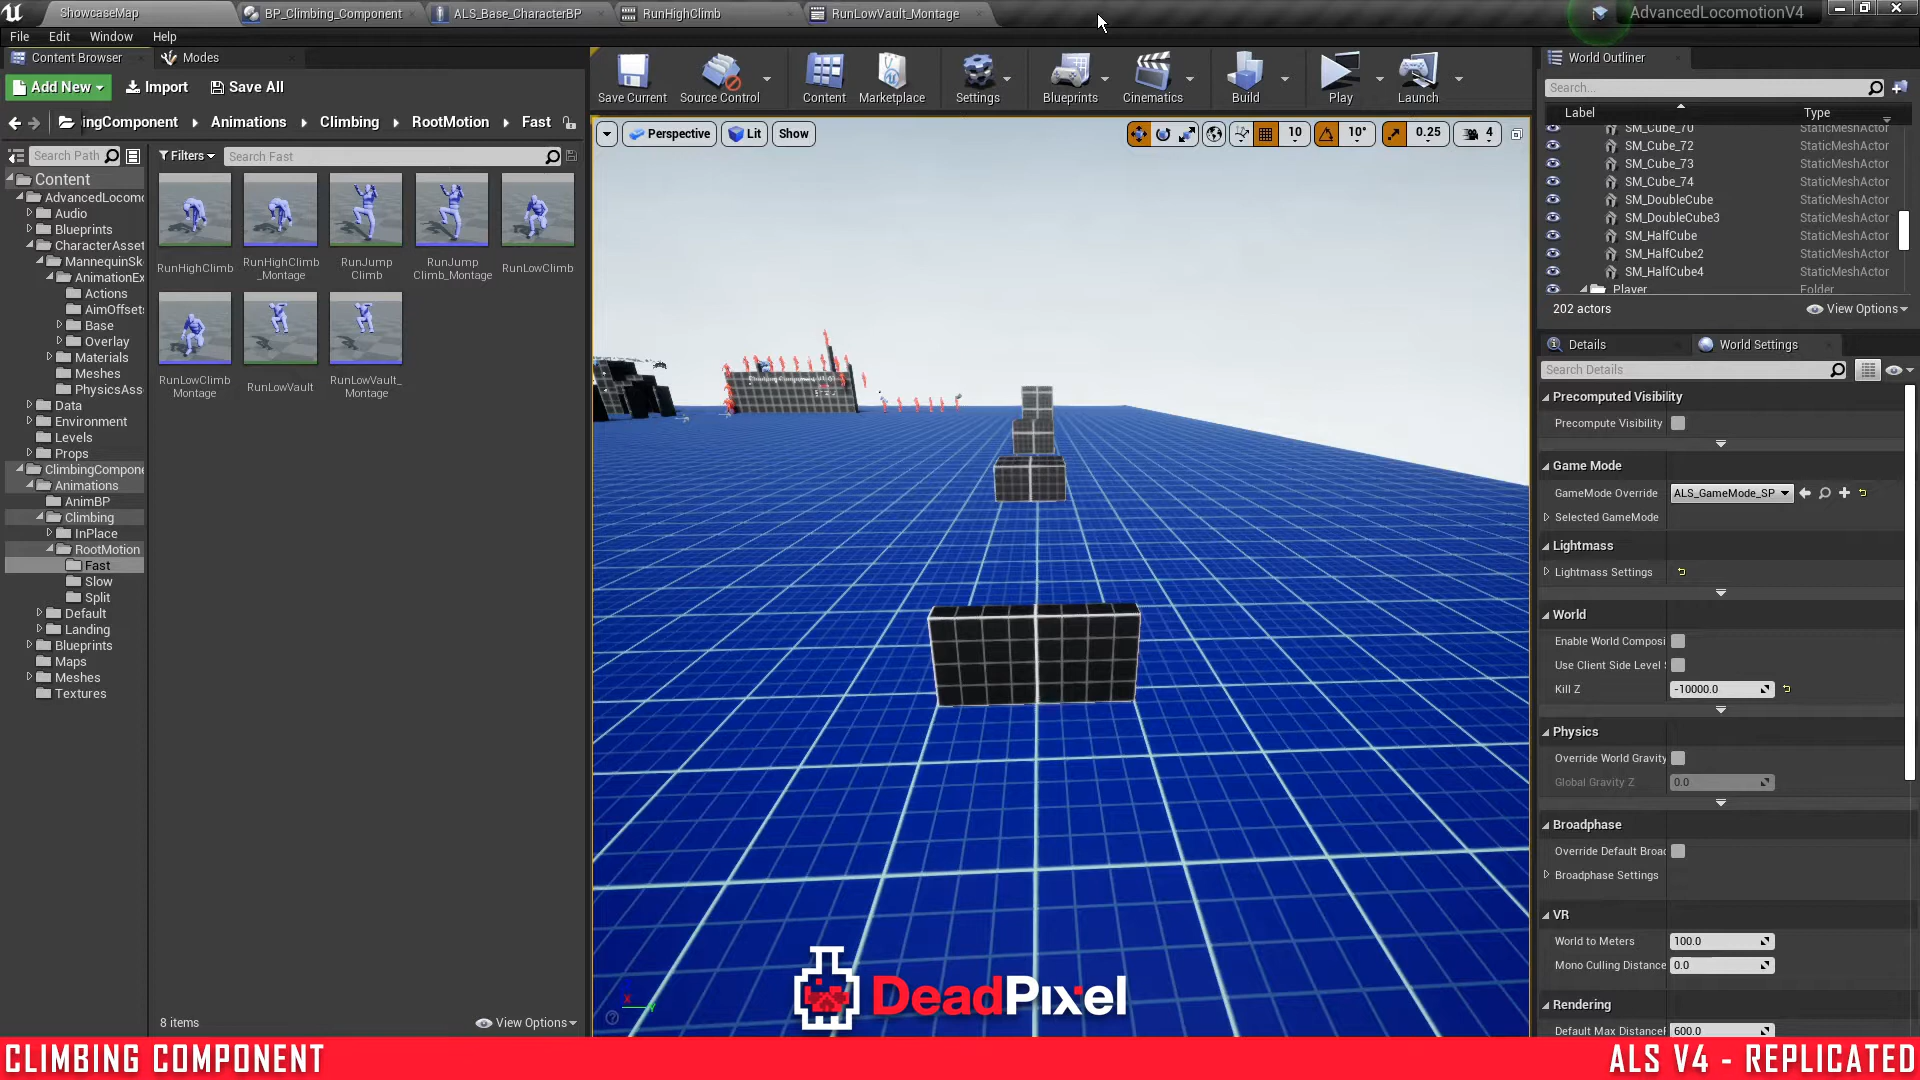 ShowcaseMap
BP_Climbing_Component
ALS_Base_CharacterBP
RunHighClimb
RunLowVault_Montage
AdvancedLocomotionV4
File Edit Window Help
Content Browser
Modes
Add New
Import
Save All
Save Current
Source Control
Content
Marketplace
Settings
Blueprints
Cinematics
Build
Play
Launch
World Outliner
Search...
Label
Type
ingComponent
Animations
Climbing
RootMotion
Fast
Search Path
Filters
Search Fast
Perspective
Lit
Show
10
10°
0.25
4
Content
AdvancedLocomo
Audio
Blueprints
CharacterAsset
MannequinSk
AnimationEx
Actions
AimOffset
Base
Overlay
Materials
Meshes
PhysicsAss
Data
Environment
Levels
Props
ClimbingCompone
Animations
AnimBP
Climbing
InPlace
RootMotion
Fast
Slow
Split
Default
Landing
Blueprints
Maps
Meshes
Textures
RunHighClimb
RunHighClimb
_Montage
RunJump
Climb
RunJump
Climb_Montage
RunLowClimb
RunLowClimb
Montage
RunLowVault
RunLowVault_
Montage
8 items
View Options
SM_Cube_70 StaticMeshActor
SM_Cube_72 StaticMeshActor
SM_Cube_73 StaticMeshActor
SM_Cube_74 StaticMeshActor
SM_DoubleCube StaticMeshActor
SM_DoubleCube3 StaticMeshActor
SM_HalfCube StaticMeshActor
SM_HalfCube2 StaticMeshActor
SM_HalfCube4 StaticMeshActor
Player Folder
202 actors
View Options
Details
World Settings
Search Details
Precomputed Visibility
Precompute Visibility
Game Mode
GameMode Override ALS_GameMode_SP
Selected GameMode
Lightmass
Lightmass Settings
World
Enable World Composi
Use Client Side Level S
Kill Z -10000.0
Physics
Override World Gravity
Global Gravity Z 0.0
Broadphase
Override Default Broad
Broadphase Settings
VR
World to Meters 100.0
Mono Culling Distance 0.0
Rendering
Default Max DistanceF 600.0
DeadPixel
CLIMBING COMPONENT
ALS V4 - REPLICATED